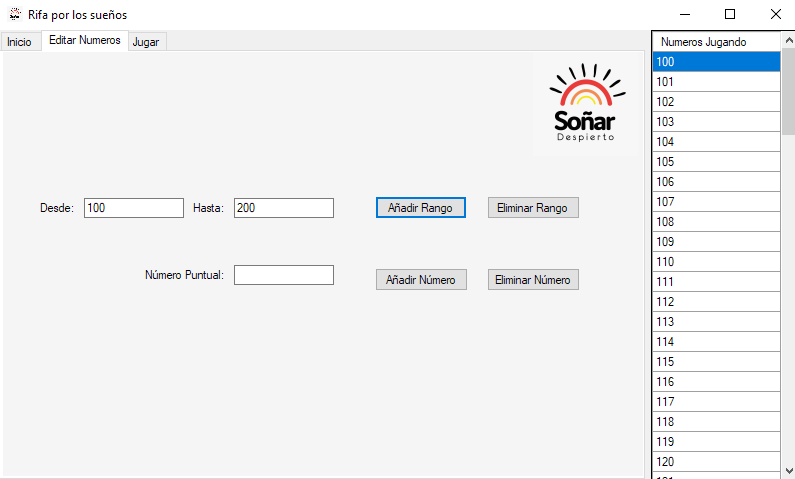 Rifa por los sueños
Inicio
Editar Numeros
Jugar
Soñar
Despierto
Desde:
100
Hasta:
200
Añadir Rango
Eliminar Rango
Número Puntual:
Añadir Número
Eliminar Número
Numeros Jugando
100
101
102
103
104
105
106
107
108
109
110
111
112
113
114
115
116
117
118
119
120